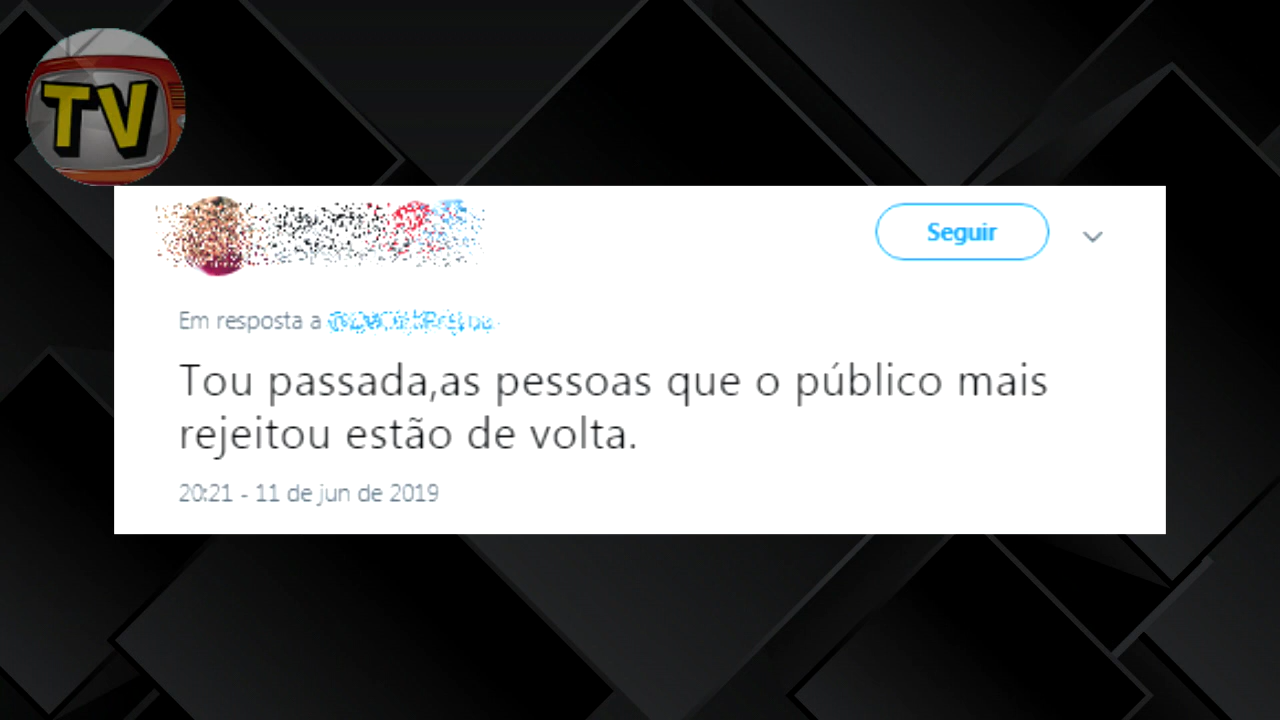 TV
Seguir
Em resposta a
Tou passada,as pessoas que o público mais
rejeitou estão de volta.
20:21 - 11 de jun de 2019